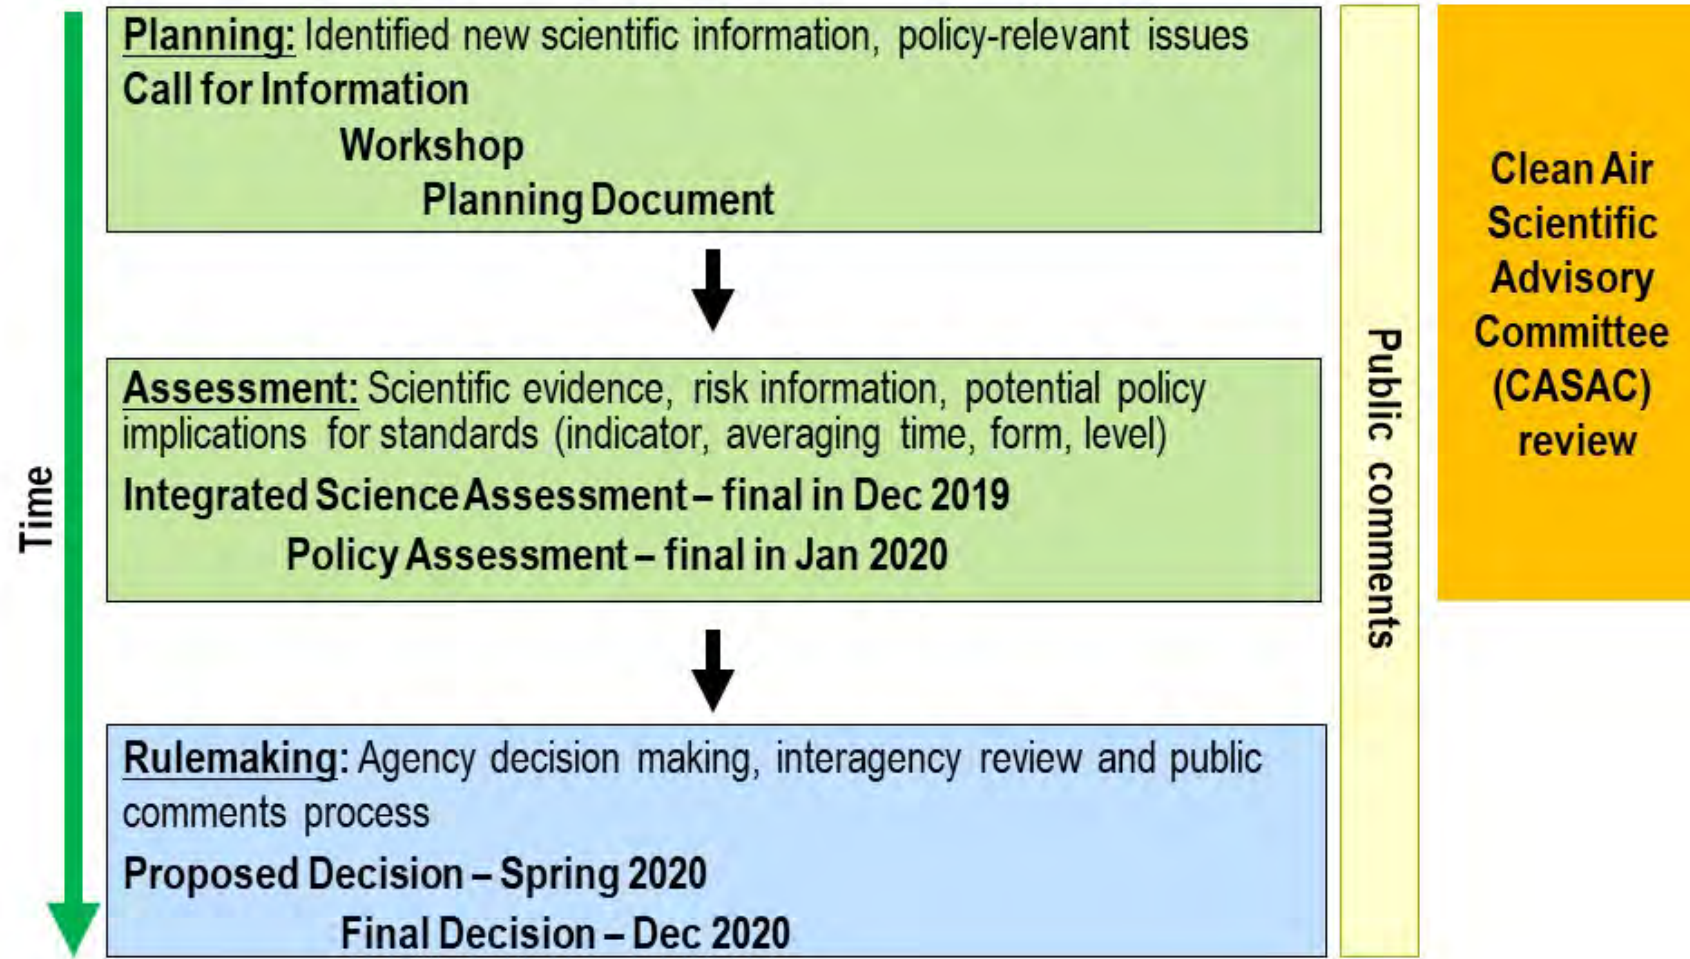 Planning: Identified new scientific information, policy-relevant issues
Call for Information
Workshop
Planning Document
Assessment: Scientific evidence, risk information, potential policy
implications for standards (indicator, averaging time, form, level)
Integrated Science Assessment – final in Dec 2019
Policy Assessment – final in Jan 2020
Rulemaking: Agency decision making, interagency review and public
comments process
Proposed Decision – Spring 2020
Final Decision – Dec 2020
Time
Public comments
Clean Air
Scientific
Advisory
Committee
(CASAC)
review